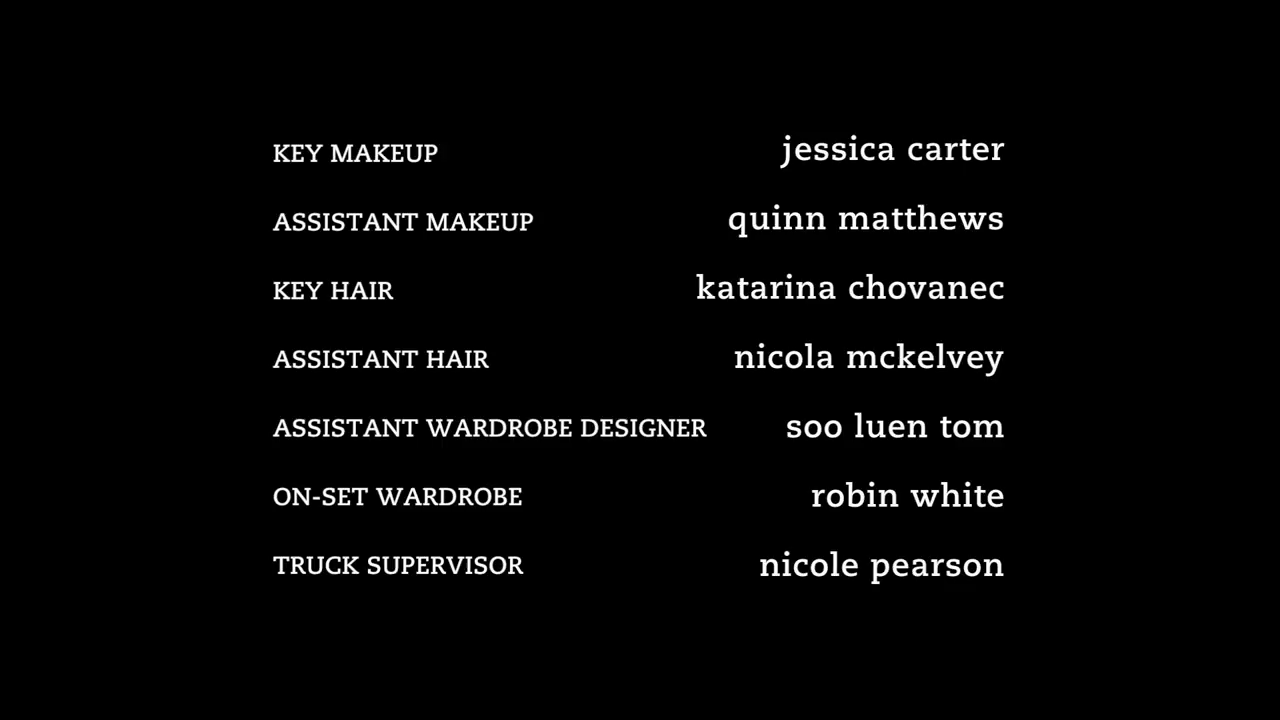 KEY MAKEUP jessica carter
ASSISTANT MAKEUP quinn matthews
KEY HAIR katarina chovanec
ASSISTANT HAIR nicola mckelvey
ASSISTANT WARDROBE DESIGNER soo luen tom
ON-SET WARDROBE robin white
TRUCK SUPERVISOR nicole pearson